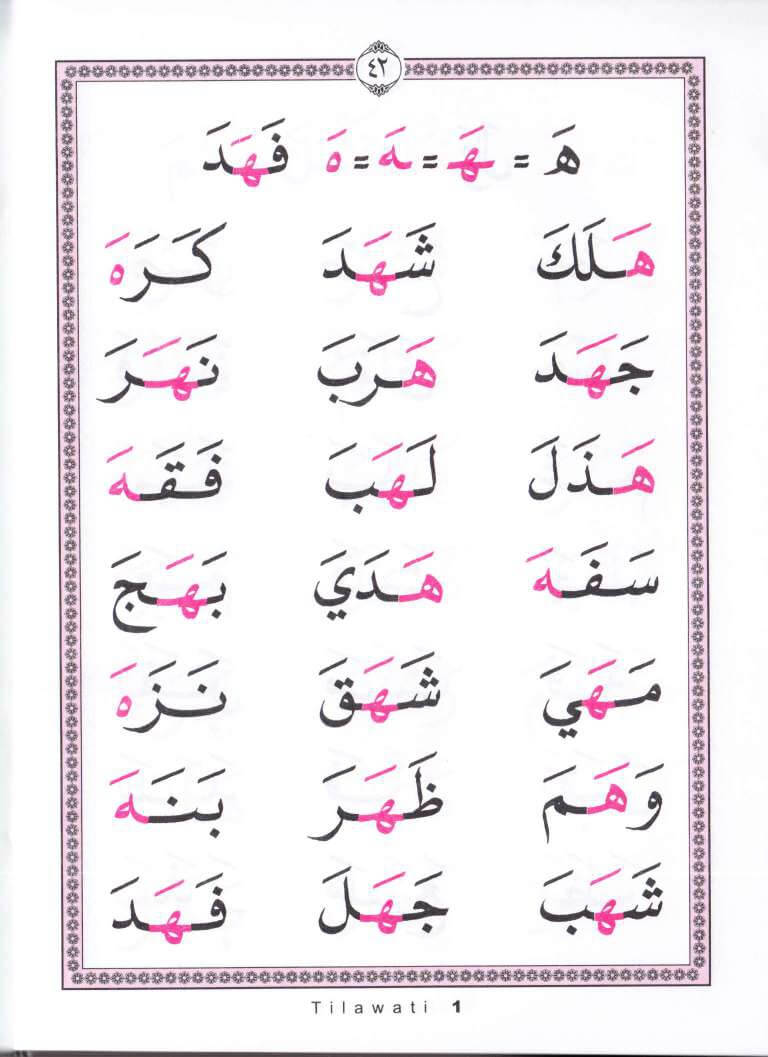 ٤٢
هَ = ـهَـ = ـهَ = هَ فَهَدَ
هَلَكَ شَهَدَ كَرَهَ
جَهَدَ هَرَبَ نَهَرَ
هَذَلَ لَهَبَ فَقَهَ
سَفَهَ هَدَيَ بَهَجَ
مَهَيَ شَهَقَ نَزَهَ
وَهَمَ ظَهَرَ بَنَهَ
شَهَبَ جَهَلَ فَهَدَ
Tilawati 1